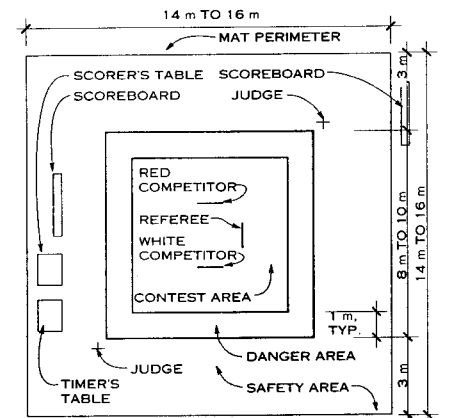 14 m TO 16 m
MAT PERIMETER
SCORER'S TABLE
SCOREBOARD
SCOREBOARD
JUDGE
3 m
RED
COMPETITOR
REFEREE
WHITE
COMPETITOR
CONTEST AREA
8 m TO 10 m
14 m TO 16 m
1 m,
TYP.
DANGER AREA
JUDGE
TIMER'S
TABLE
SAFETY AREA
3 m